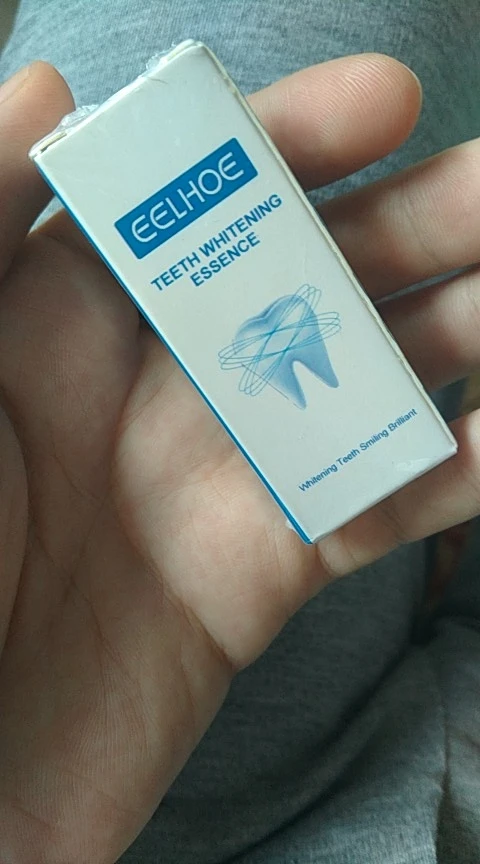 EELHOE
TEETH WHITENING
ESSENCE
Whitening Teeth Smiling Brilliant